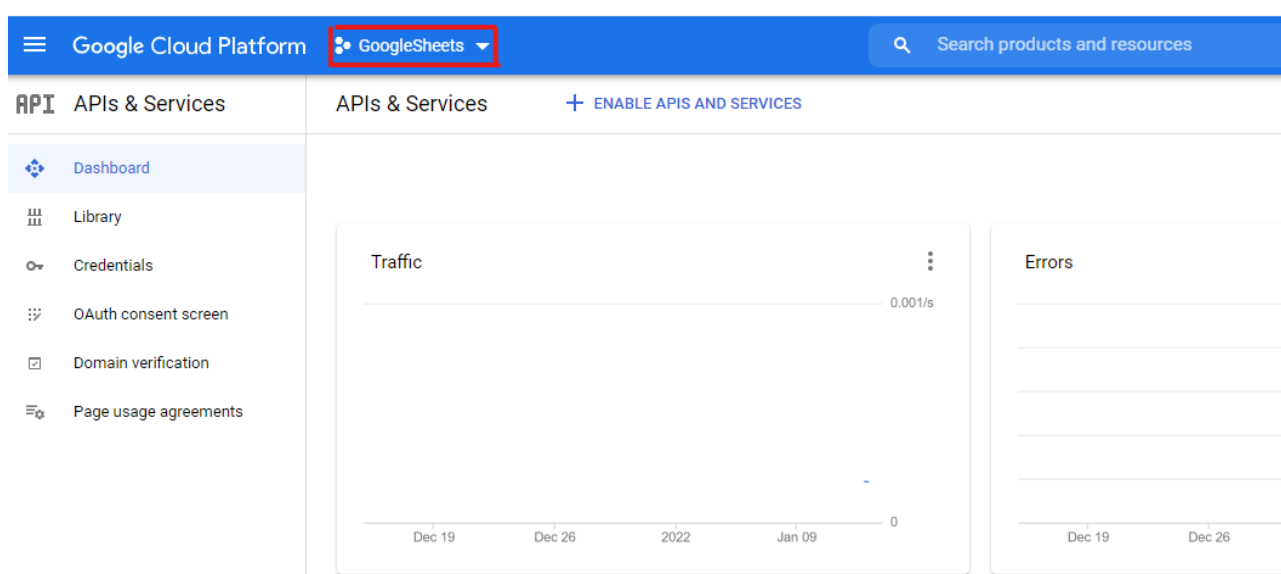 Google Cloud Platform GoogleSheets Search products and resources
API APIs & Services APIs & Services + ENABLE APIS AND SERVICES
Dashboard
Library
Credentials
OAuth consent screen
Domain verification
Page usage agreements
Traffic
0.001/s
0
Dec 19 Dec 26 2022 Jan 09
Errors
Dec 19 Dec 26